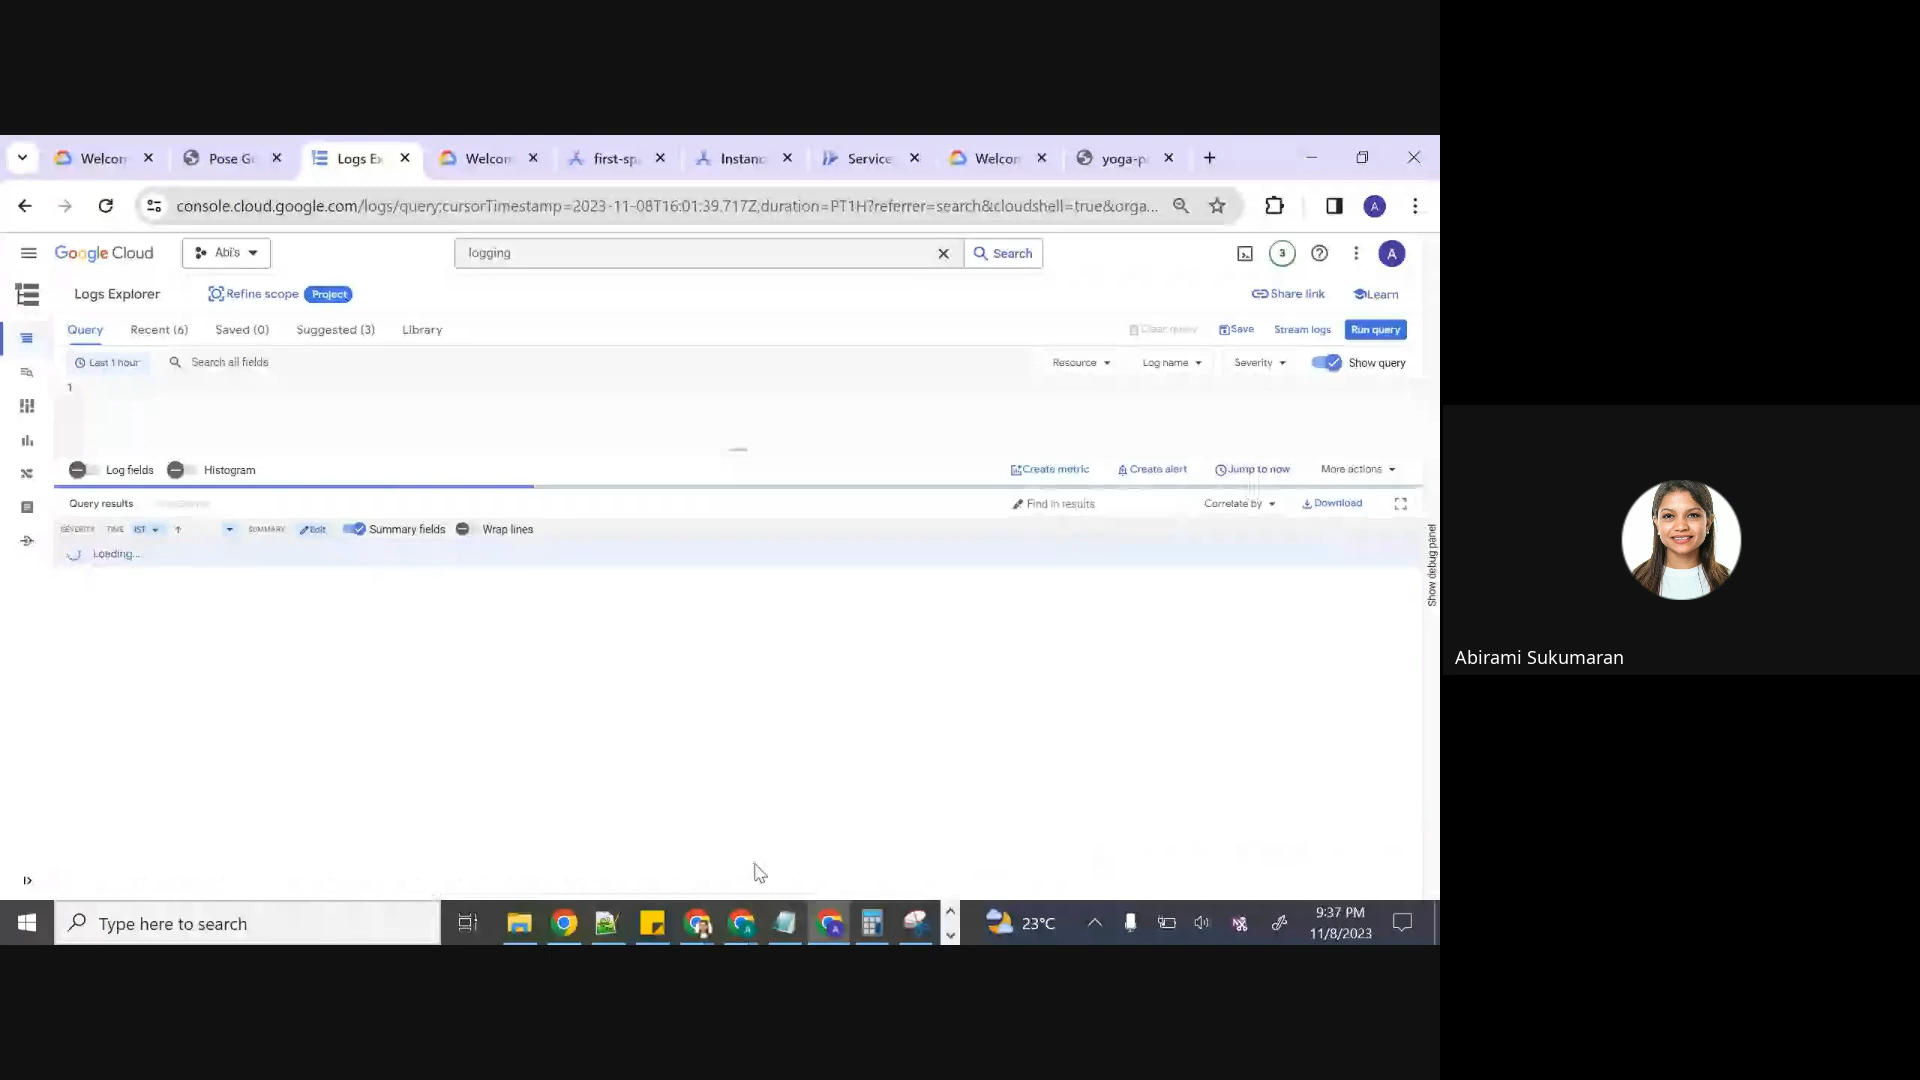 Welcon
Pose G
Logs Ex
Welcon
first-sp
Instanc
Service
Welcon
yoga-p
console.cloud.google.com/logs/query;cursorTimestamp=2023-11-08T16:01:39.717Z,duration=PT1H?referrer=search&cloudshell=true&orga...
A
Google Cloud
Abi's
logging
Search
3
A
Logs Explorer
Refine scope
Project
Share link
Learn
Query
Recent (6)
Saved (0)
Suggested (3)
Library
Clear query
Save
Stream logs
Run query
Last 1 hour
Search all fields
Resource
Log name
Severity
Show query
1
Log fields
Histogram
Create metric
Create alert
Jump to now
More actions
Query results
Find in results
Correlate by
Download
SEVERITY
TIME
IST
SUMMARY
Edit
Summary fields
Wrap lines
Loading...
Show debug panel
Abirami Sukumaran
Type here to search
23°C
9:37 PM
11/8/2023